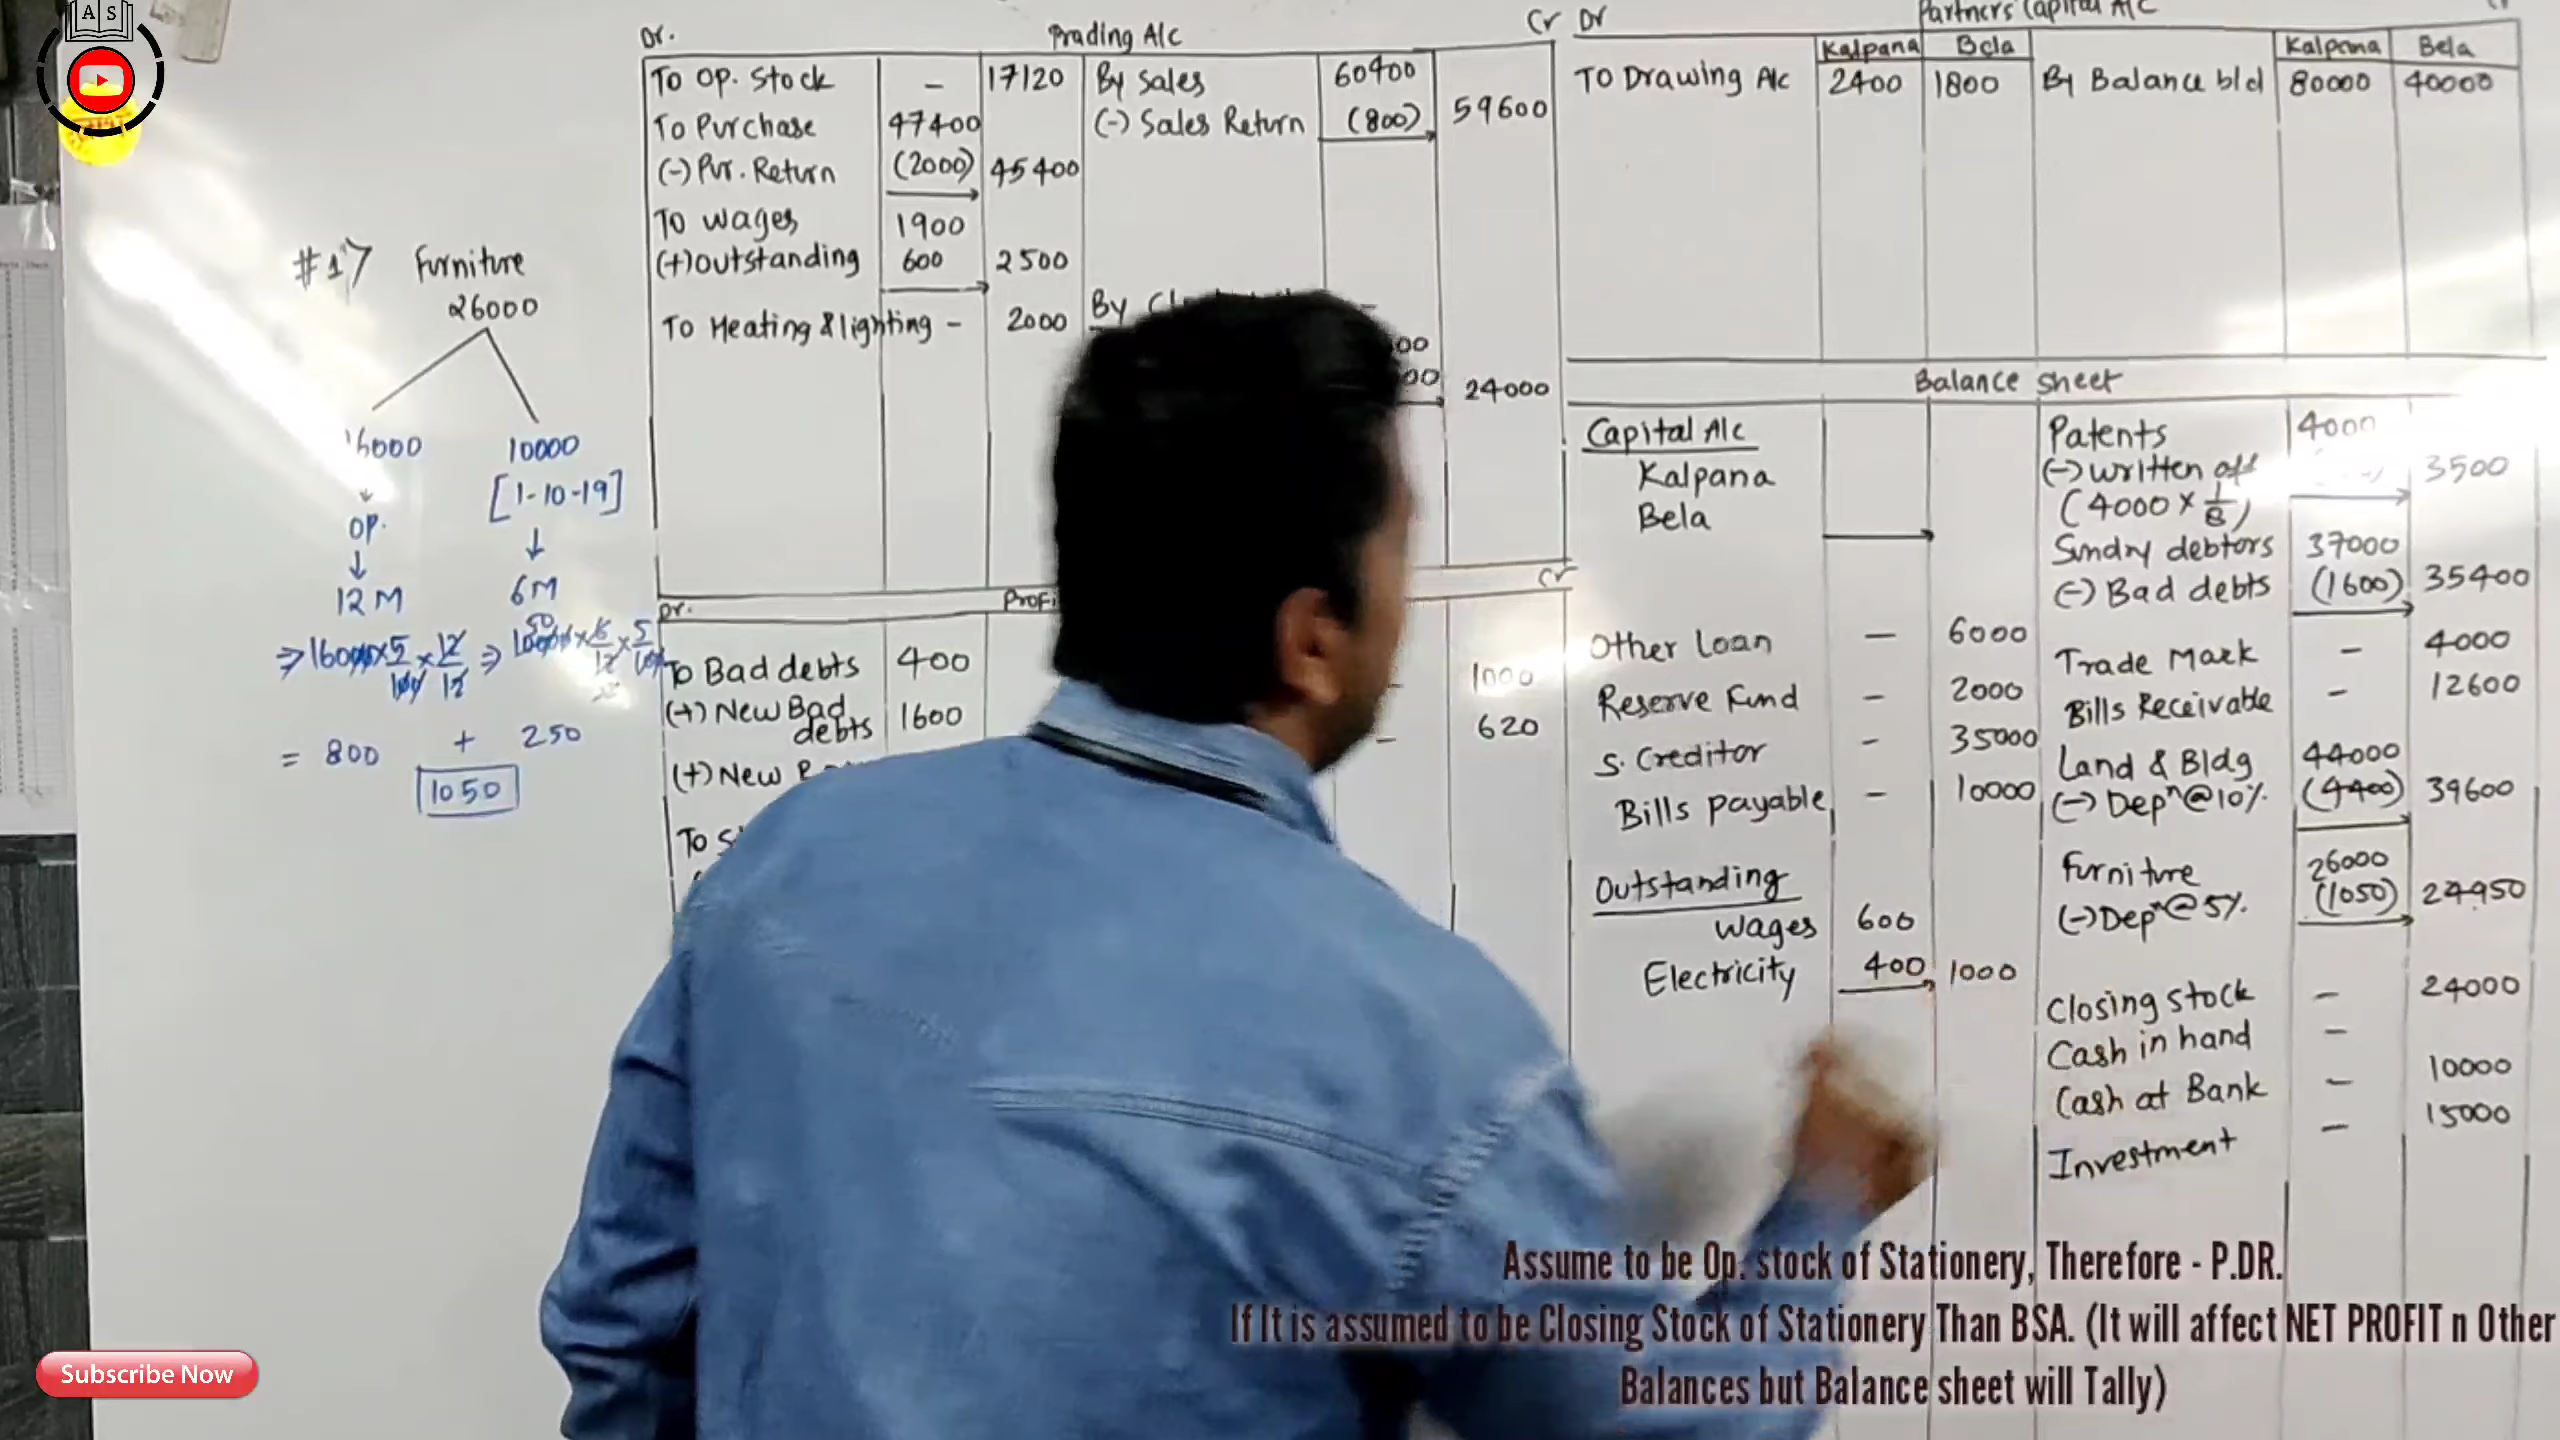 A S
#17 Furniture
26000
16000 10000
[1-10-19]
OP.
12 M 6M
= 800 + 250
1050
Dr. Trading A/c Cr
To Op. Stock - 17120 By Sales 60400
To Purchase 47400 (-) Sales Return (800) 59600
(-) Pur. Return (2000) 45400
To wages 1900
(+) outstanding 600 2500
To Heating & lighting - 2000 By
24000
Dr. Cr
To Bad debts 400 1000
(+) New Bad debts 1600 620
(+) New
To
Dr Partners Capital A/C
Kalpana Bela Kalpana Bela
To Drawing A/c 2400 1800 By Balance b/d 80000 40000
Balance sheet
Capital A/c Patents 4000
Kalpana (-) written off 3500
Bela (4000 × 1/8)
Sundry debtors 37000
(-) Bad debts (1600) 35400
Other Loan - 6000 Trade Mark - 4000
Reserve Fund - 2000 Bills Receivable - 12600
S. Creditor - 35000 Land & Bldg 44000
Bills payable - 10000 (-) Depn @ 10% (4400) 39600
Outstanding Furniture 26000
wages 600 (-) Depn @ 5% (1050) 24950
Electricity 400 1000
Closing stock - 24000
Cash in hand -
Cash at Bank - 10000
Investment - 15000
Assume to be Op. stock of Stationery, Therefore - P.DR.
If It is assumed to be Closing Stock of Stationery Than BSA. (It will affect NET PROFIT n Other
Balances but Balance sheet will Tally)
Subscribe Now